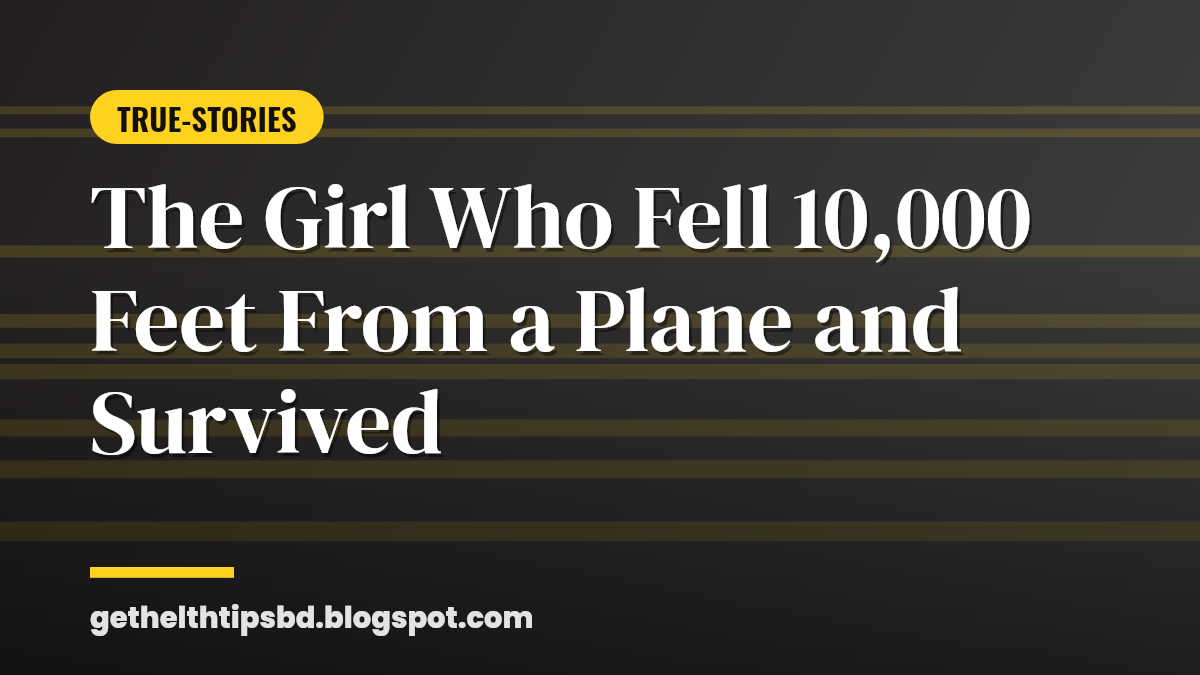 TRUE-STORIES
The Girl Who Fell 10,000
Feet From a Plane and
Survived
gethelthtipsbd.blogspot.com